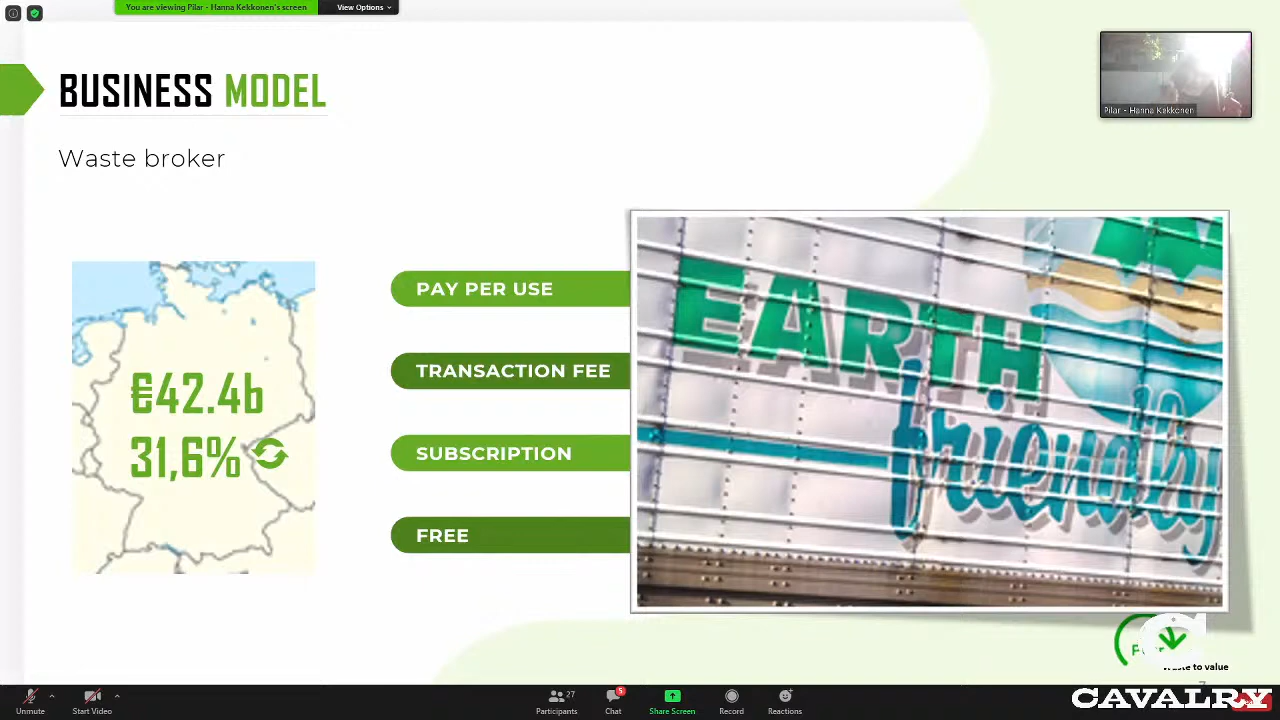 You are viewing Pilar - Hanna Kekkonen's screen
View Options
BUSINESS MODEL
Pilar - Hanna Kekkonen
Waste broker
€42.4b
31,6%
PAY PER USE
TRANSACTION FEE
SUBSCRIPTION
FREE
EARTH
friendly
Waste to value
Unmute
Start Video
Participants
27
Chat
5
Share Screen
Record
Reactions
CAVALRY